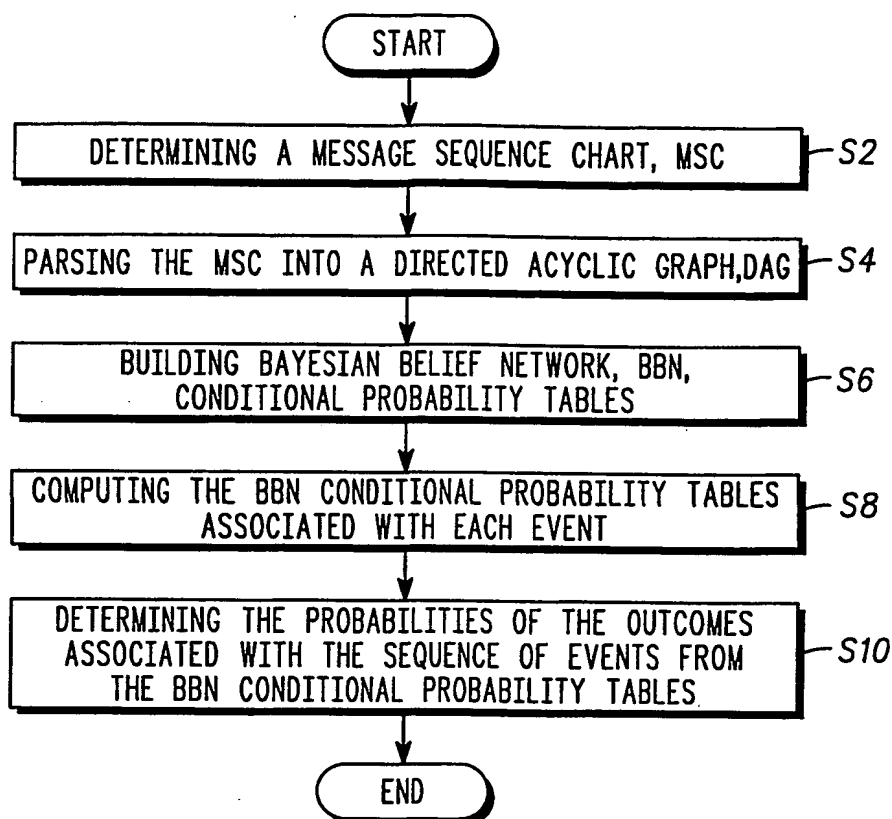 START
DETERMINING A MESSAGE SEQUENCE CHART, MSC
S2
PARSING THE MSC INTO A DIRECTED ACYCLIC GRAPH,DAG
S4
BUILDING BAYESIAN BELIEF NETWORK, BBN,
CONDITIONAL PROBABILITY TABLES
S6
COMPUTING THE BBN CONDITIONAL PROBABILITY TABLES
ASSOCIATED WITH EACH EVENT
S8
DETERMINING THE PROBABILITIES OF THE OUTCOMES
ASSOCIATED WITH THE SEQUENCE OF EVENTS FROM
THE BBN CONDITIONAL PROBABILITY TABLES
S10
END